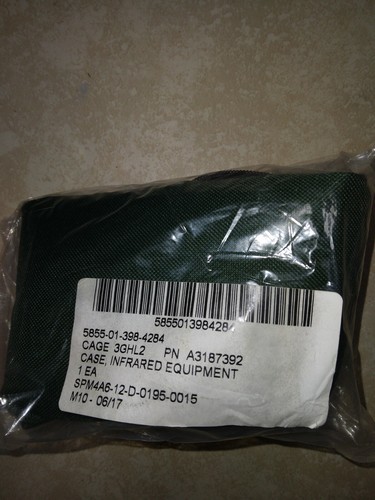 585501398428
5855-01-398-4284
CAGE 3GHL2 PN A3187392
CASE, INFRARED EQUIPMENT
1 EA
SPM4A6-12-D-0195-0015
M10 - 06/17